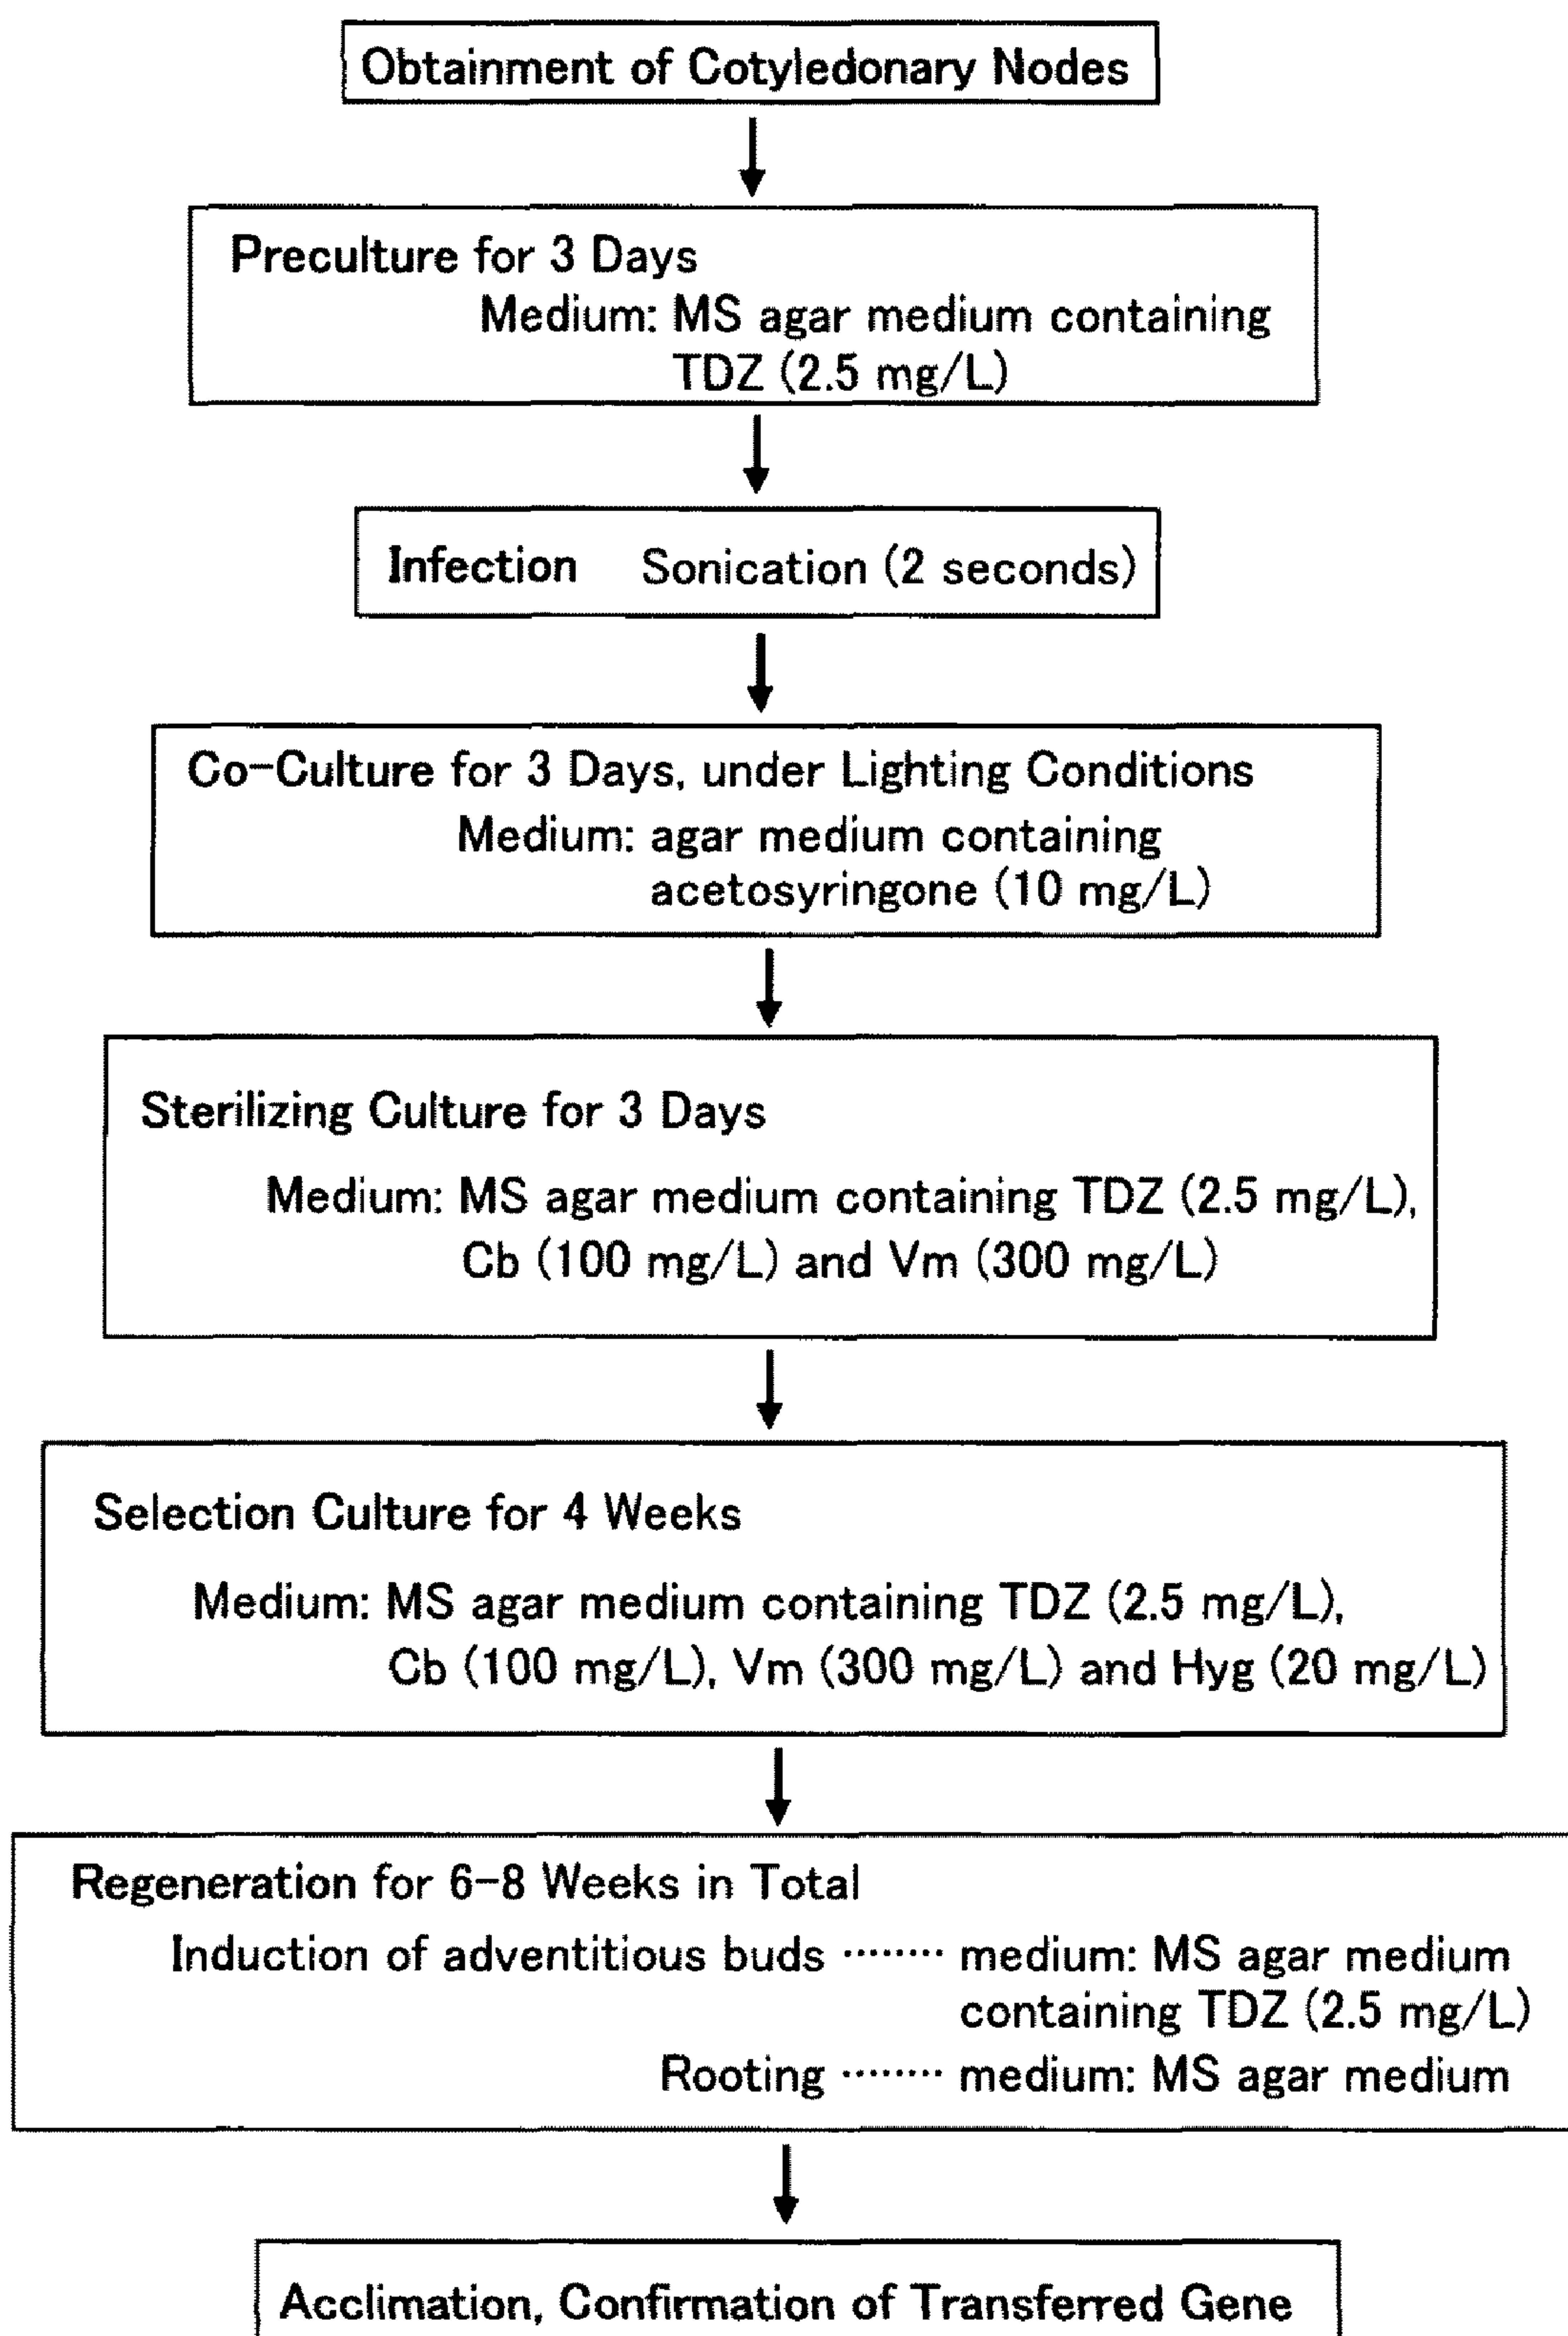 Obtainment of Cotyledonary Nodes
Preculture for 3 Days
Medium: MS agar medium containing
TDZ (2.5 mg/L)
Infection Sonication (2 seconds)
Co-Culture for 3 Days, under Lighting Conditions
Medium: agar medium containing
acetosyringone (10 mg/L)
Sterilizing Culture for 3 Days
Medium: MS agar medium containing TDZ (2.5 mg/L),
Cb (100 mg/L) and Vm (300 mg/L)
Selection Culture for 4 Weeks
Medium: MS agar medium containing TDZ (2.5 mg/L),
Cb (100 mg/L), Vm (300 mg/L) and Hyg (20 mg/L)
Regeneration for 6-8 Weeks in Total
Induction of adventitious buds ········ medium: MS agar medium
containing TDZ (2.5 mg/L)
Rooting ········ medium: MS agar medium
Acclimation, Confirmation of Transferred Gene